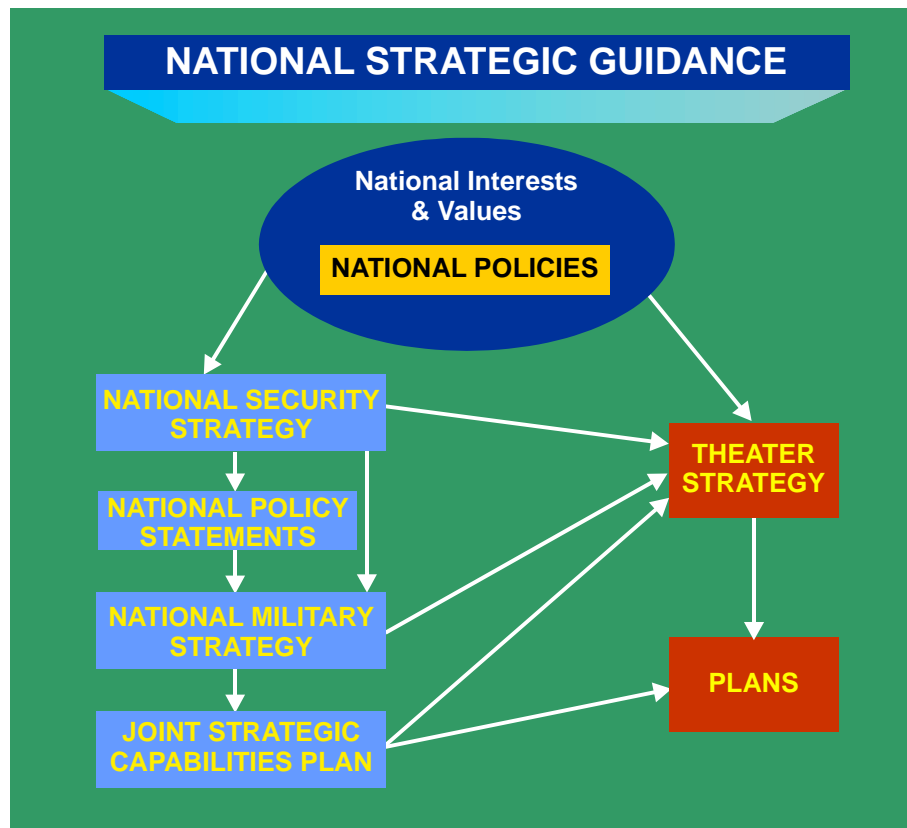 NATIONAL STRATEGIC GUIDANCE
National Interests
& Values
NATIONAL POLICIES
NATIONAL SECURITY
STRATEGY
NATIONAL POLICY
STATEMENTS
NATIONAL MILITARY
STRATEGY
JOINT STRATEGIC
CAPABILITIES PLAN
THEATER
STRATEGY
PLANS